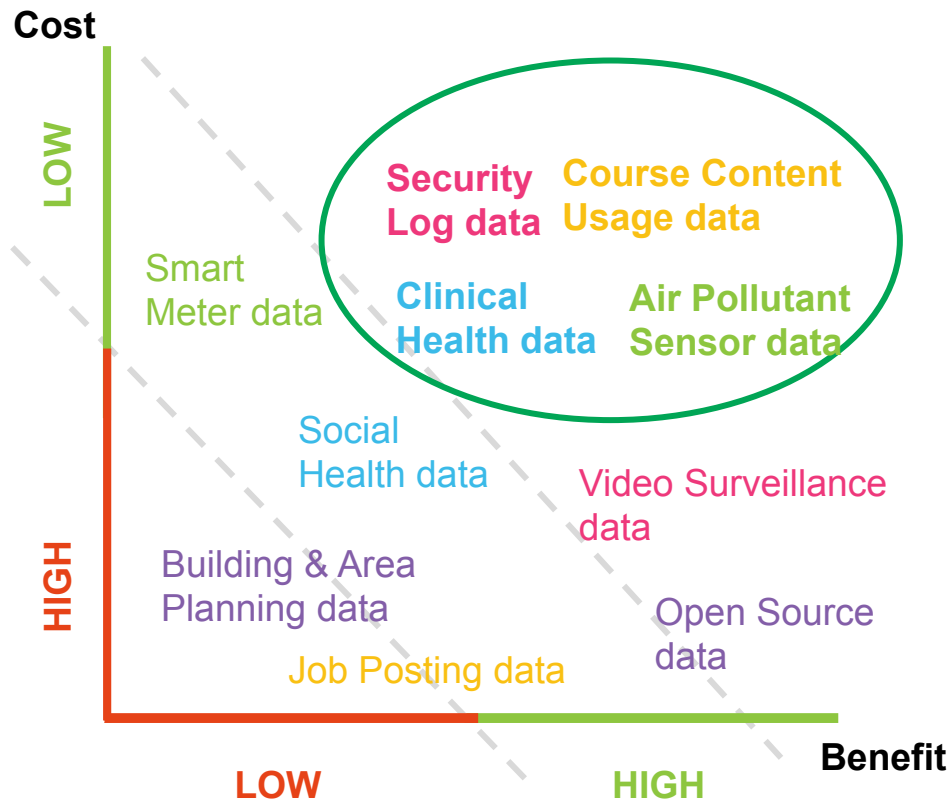 Cost
LOW
Security
Log data
Course Content
Usage data
Smart
Meter data
Clinical
Health data
Air Pollutant
Sensor data
Social
Health data
Video Surveillance
data
HIGH
Building & Area
Planning data
Open Source
data
Job Posting data
Benefit
LOW
HIGH